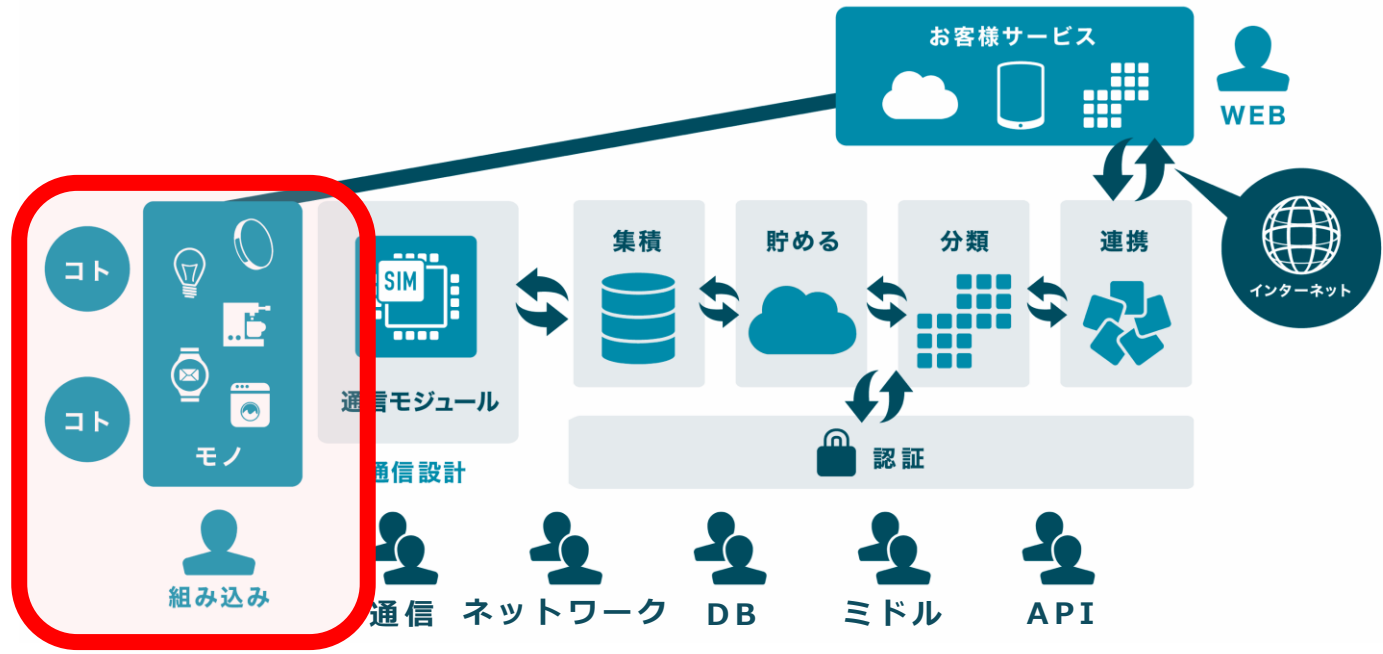 お客様サービス
WEB
インターネット
コト
コト
モノ
組み込み
SIM
通信モジュール
通信設計
集積
貯める
分類
連携
認証
通信
ネットワーク
DB
ミドル
API